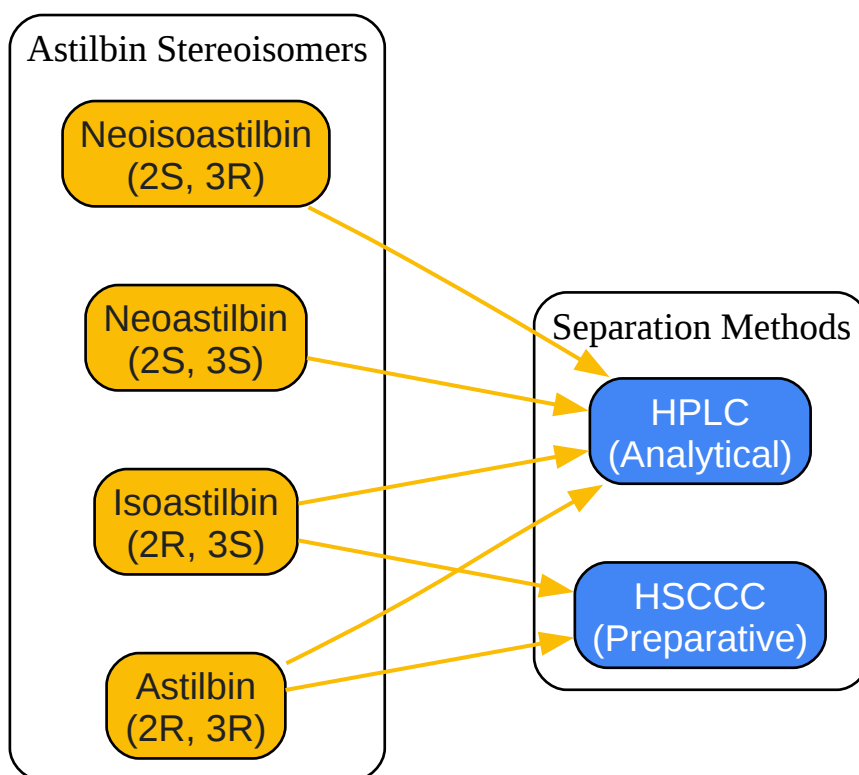 Astilbin Stereoisomers
Neoisoastilbin
(2S, 3R)
Neoastilbin
(2S, 3S)
Isoastilbin
(2R, 3S)
Astilbin
(2R, 3R)
Separation Methods
HPLC
(Analytical)
HSCCC
(Preparative)